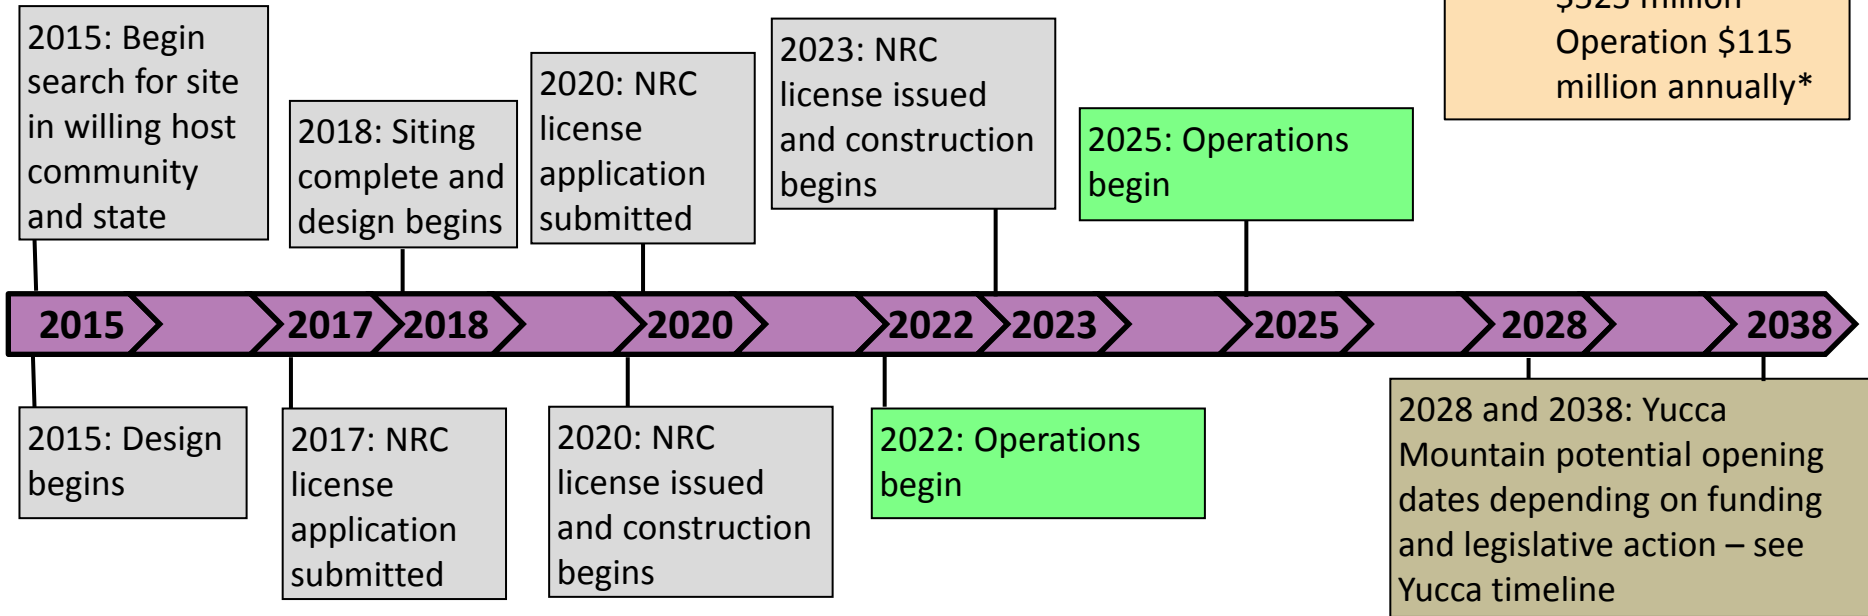 2015: Begin
search for site
in willing host
community
and state
2018: Siting
complete and
design begins
2020: NRC
license
application
submitted
2023: NRC
license issued
and construction
begins
2025: Operations
begin
Operation $115
million annually*
2015
2017
2018
2020
2022
2023
2025
2028
2038
2015: Design
begins
2017: NRC
license
application
submitted
2020: NRC
license issued
and construction
begins
2022: Operations
begin
2028 and 2038: Yucca
Mountain potential opening
dates depending on funding
and legislative action – see
Yucca timeline